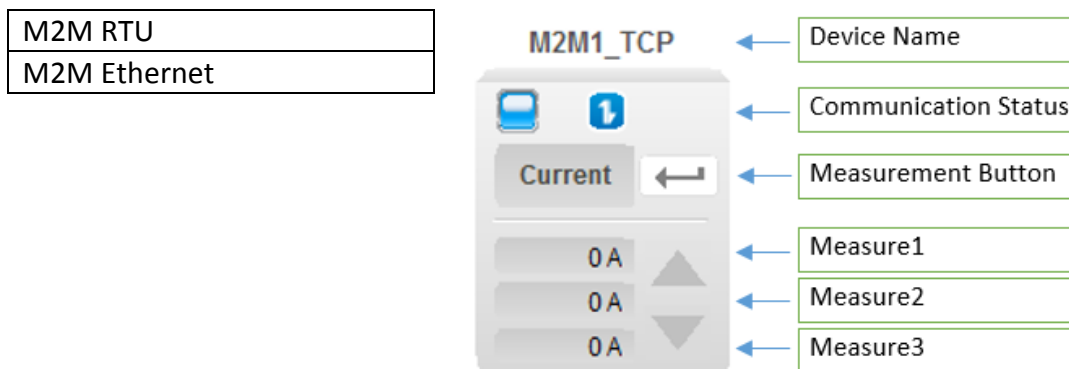 M2M RTU
M2M Ethernet
M2M1_TCP
Device Name
Communication Status
Current
Measurement Button
0 A
Measure1
0 A
Measure2
0 A
Measure3